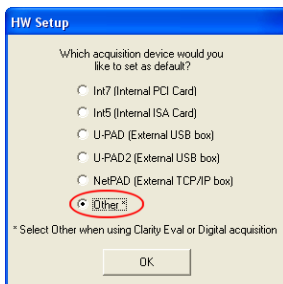 HW Setup
Which acquisition device would you
like to set as default?
Int7 (Internal PCI Card)
Int5 (Internal ISA Card)
U-PAD (External USB box)
U-PAD2 (External USB box)
NetPAD (External TCP/IP box)
Other *
* Select Other when using Clarity Eval or Digital acquisition
OK